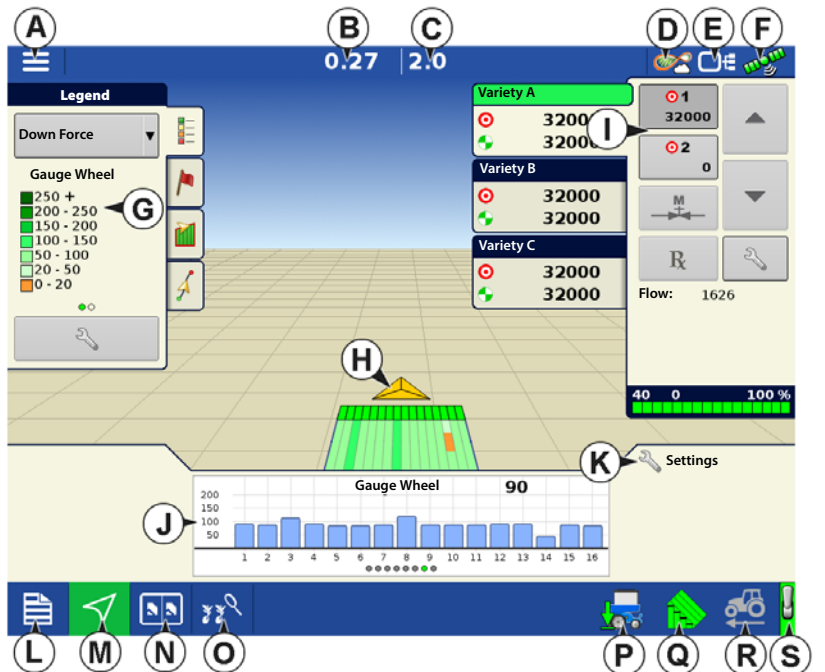 A B C D E F
0.27 2.0
Legend
Down Force
Gauge Wheel
250 +
200 - 250
150 - 200
100 - 150
50 - 100
20 - 50
0 - 20
G
Variety A
32000
32000
Variety B
32000
32000
Variety C
32000
32000
I
1
32000
2
0
M
Rx
Flow: 1626
40 0 100 %
H
K
Settings
J
Gauge Wheel 90
200
150
100
50
1 2 3 4 5 6 7 8 9 10 11 12 13 14 15 16
L M N O P Q R S